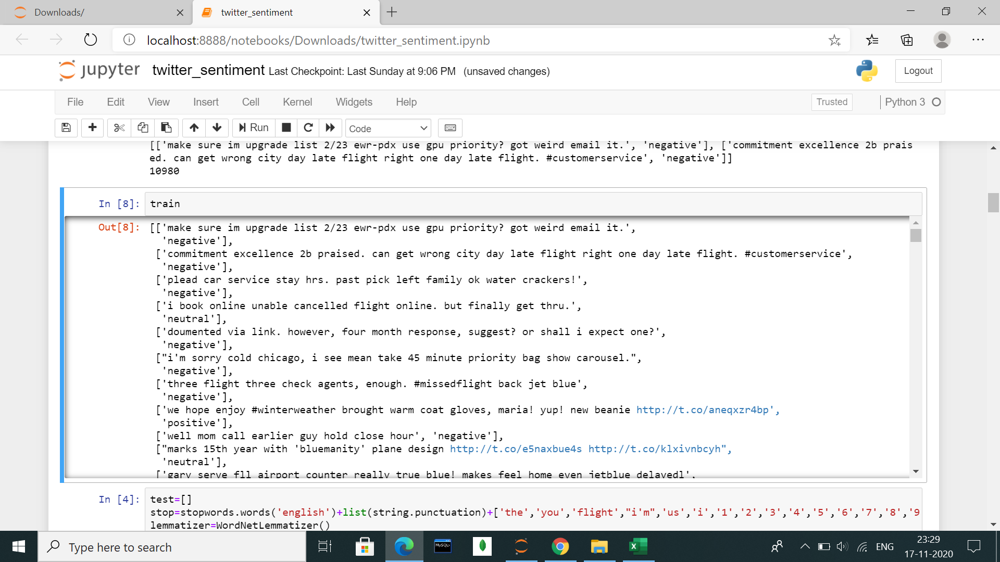 Downloads/
twitter_sentiment
localhost:8888/notebooks/Downloads/twitter_sentiment.ipynb
jupyter twitter_sentiment Last Checkpoint: Last Sunday at 9:06 PM (unsaved changes)
Logout
File Edit View Insert Cell Kernel Widgets Help
Trusted
Python 3
Run
Code
[['make sure im upgrade list 2/23 ewr-pdx use gpu priority? got weird email it.', 'negative'], ['commitment excellence 2b prais
ed. can get wrong city day late flight right one day late flight. #customerservice', 'negative']]
10980
In [8]: train
Out[8]: [['make sure im upgrade list 2/23 ewr-pdx use gpu priority? got weird email it.',
'negative'],
['commitment excellence 2b praised. can get wrong city day late flight right one day late flight. #customerservice',
'negative'],
['plead car service stay hrs. past pick left family ok water crackers!',
'negative'],
['i book online unable cancelled flight online. but finally get thru.',
'neutral'],
['doumented via link. however, four month response, suggest? or shall i expect one?',
'negative'],
["i'm sorry cold chicago, i see mean take 45 minute priority bag show carousel.",
'negative'],
['three flight three check agents, enough. #missedflight back jet blue',
'negative'],
['we hope enjoy #winterweather brought warm coat gloves, maria! yup! new beanie http://t.co/aneqxzr4bp',
'positive'],
['well mom call earlier guy hold close hour', 'negative'],
["marks 15th year with 'bluemanity' plane design http://t.co/e5naxbue4s http://t.co/klxivnbcyh",
'neutral'],
['gary serve fll airport counter really true blue! makes feel home even jetblue delayedl',
In [4]: test=[]
stop=stopwords.words('english')+list(string.punctuation)+['the','you','flight',"i'm",'us','i','1','2','3','4','5','6','7','8','9
lemmatizer=WordNetLemmatizer()
Type here to search
MySQL
ENG
23:29
17-11-2020